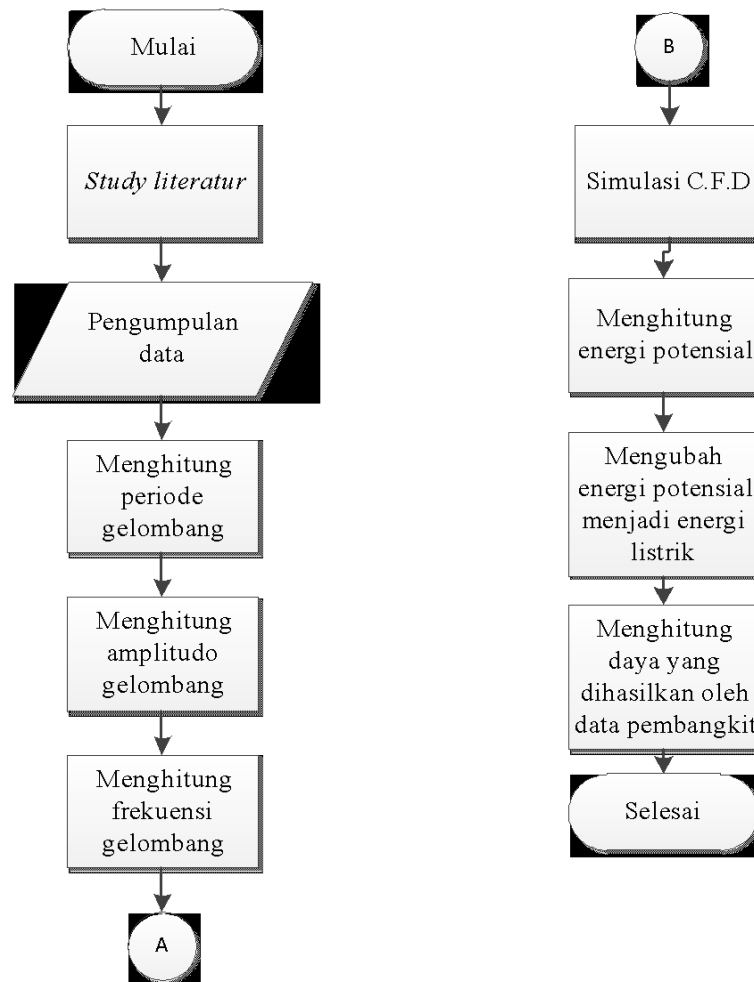 Mulai
Study literatur
Pengumpulan
data
Menghitung
periode
gelombang
Menghitung
amplitudo
gelombang
Menghitung
frekuensi
gelombang
A
B
Simulasi C.F.D
Menghitung
energi potensial
Mengubah
energi potensial
menjadi energi
listrik
Menghitung
daya yang
dihasilkan oleh
data pembangkit
Selesai